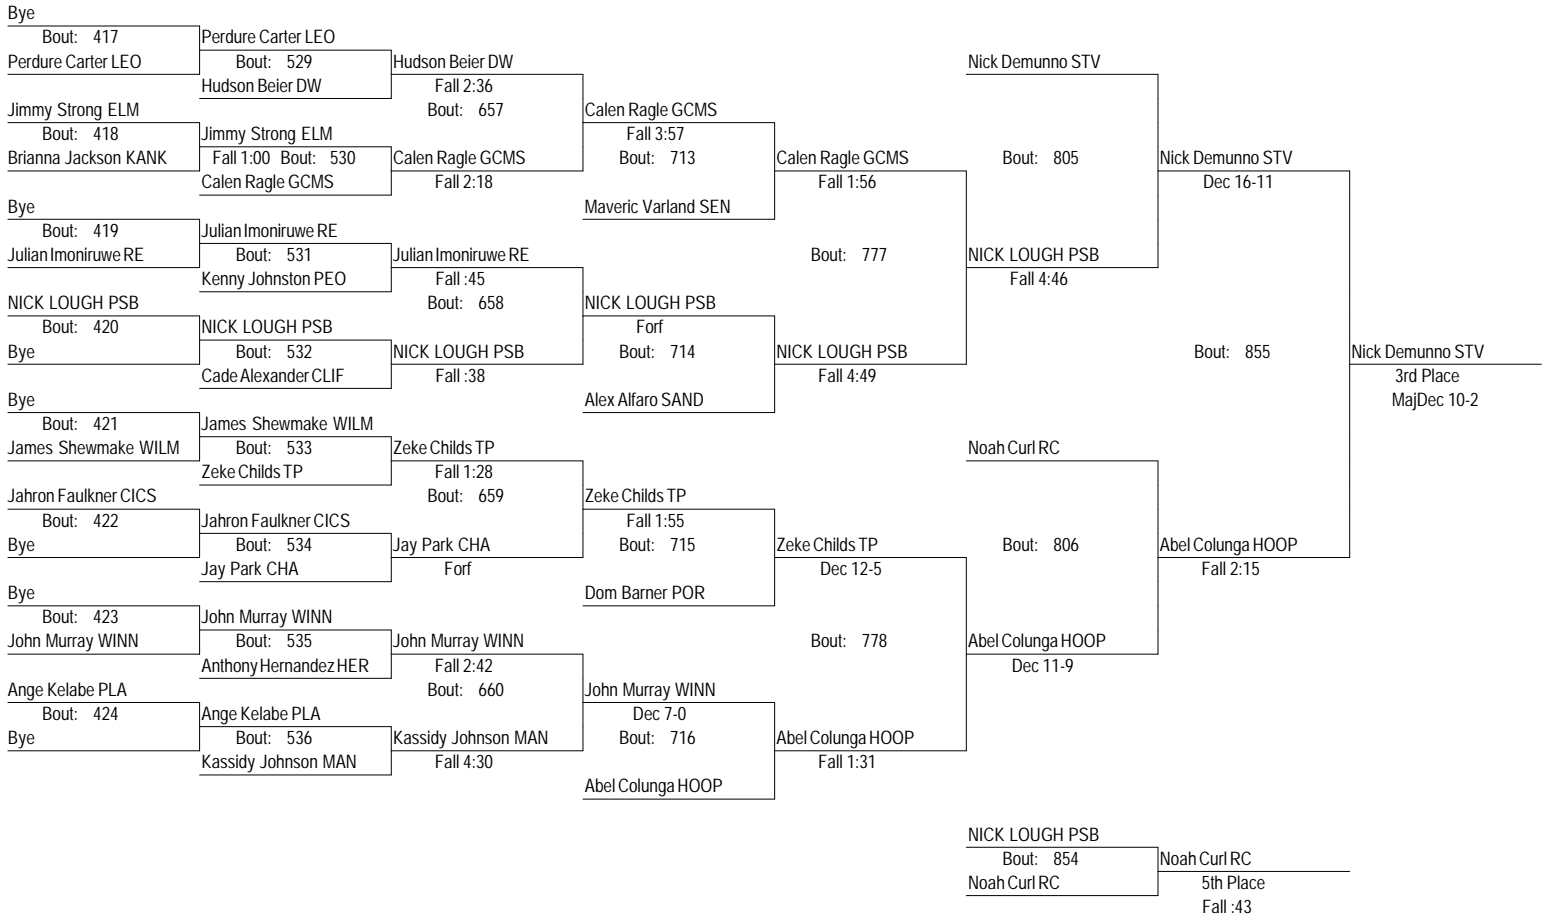 Bye
Bout: 417
Perdure Carter LEO
Jimmy Strong ELM
Bout: 418
Brianna Jackson KANK
Bye
Bout: 419
Julian Imoniruwe RE
NICK LOUGH PSB
Bout: 420
Bye
Bye
Bout: 421
James Shewmake WILM
Jahron Faulkner CICS
Bout: 422
Bye
Bye
Bout: 423
John Murray WINN
Ange Kelabe PLA
Bout: 424
Bye
Perdure Carter LEO
Bout: 529
Hudson Beier DW
Jimmy Strong ELM
Fall 1:00 Bout: 530
Calen Ragle GCMS
Julian Imoniruwe RE
Bout: 531
Kenny Johnston PEO
NICK LOUGH PSB
Bout: 532
Cade Alexander CLIF
James Shewmake WILM
Bout: 533
Zeke Childs TP
Jahron Faulkner CICS
Bout: 534
Jay Park CHA
John Murray WINN
Bout: 535
Anthony Hernandez HER
Ange Kelabe PLA
Bout: 536
Kassidy Johnson MAN
Hudson Beier DW
Fall 2:36
Bout: 657
Calen Ragle GCMS
Fall 2:18
Julian Imoniruwe RE
Fall :45
Bout: 658
NICK LOUGH PSB
Fall :38
Zeke Childs TP
Fall 1:28
Bout: 659
Jay Park CHA
Forf
John Murray WINN
Fall 2:42
Bout: 660
Kassidy Johnson MAN
Fall 4:30
Calen Ragle GCMS
Fall 3:57
Bout: 713
Maveric Varland SEN
NICK LOUGH PSB
Forf
Bout: 714
Alex Alfaro SAND
Zeke Childs TP
Fall 1:55
Bout: 715
Dom Barner POR
John Murray WINN
Dec 7-0
Bout: 716
Abel Colunga HOOP
Calen Ragle GCMS
Fall 1:56
Bout: 777
NICK LOUGH PSB
Fall 4:49
Zeke Childs TP
Dec 12-5
Bout: 778
Abel Colunga HOOP
Fall 1:31
Nick Demunno STV
Bout: 805
NICK LOUGH PSB
Fall 4:46
Noah Curl RC
Bout: 806
Abel Colunga HOOP
Dec 11-9
Nick Demunno STV
Dec 16-11
Bout: 855
Abel Colunga HOOP
Fall 2:15
Nick Demunno STV
3rd Place
MajDec 10-2
NICK LOUGH PSB
Bout: 854
Noah Curl RC
Noah Curl RC
5th Place
Fall :43